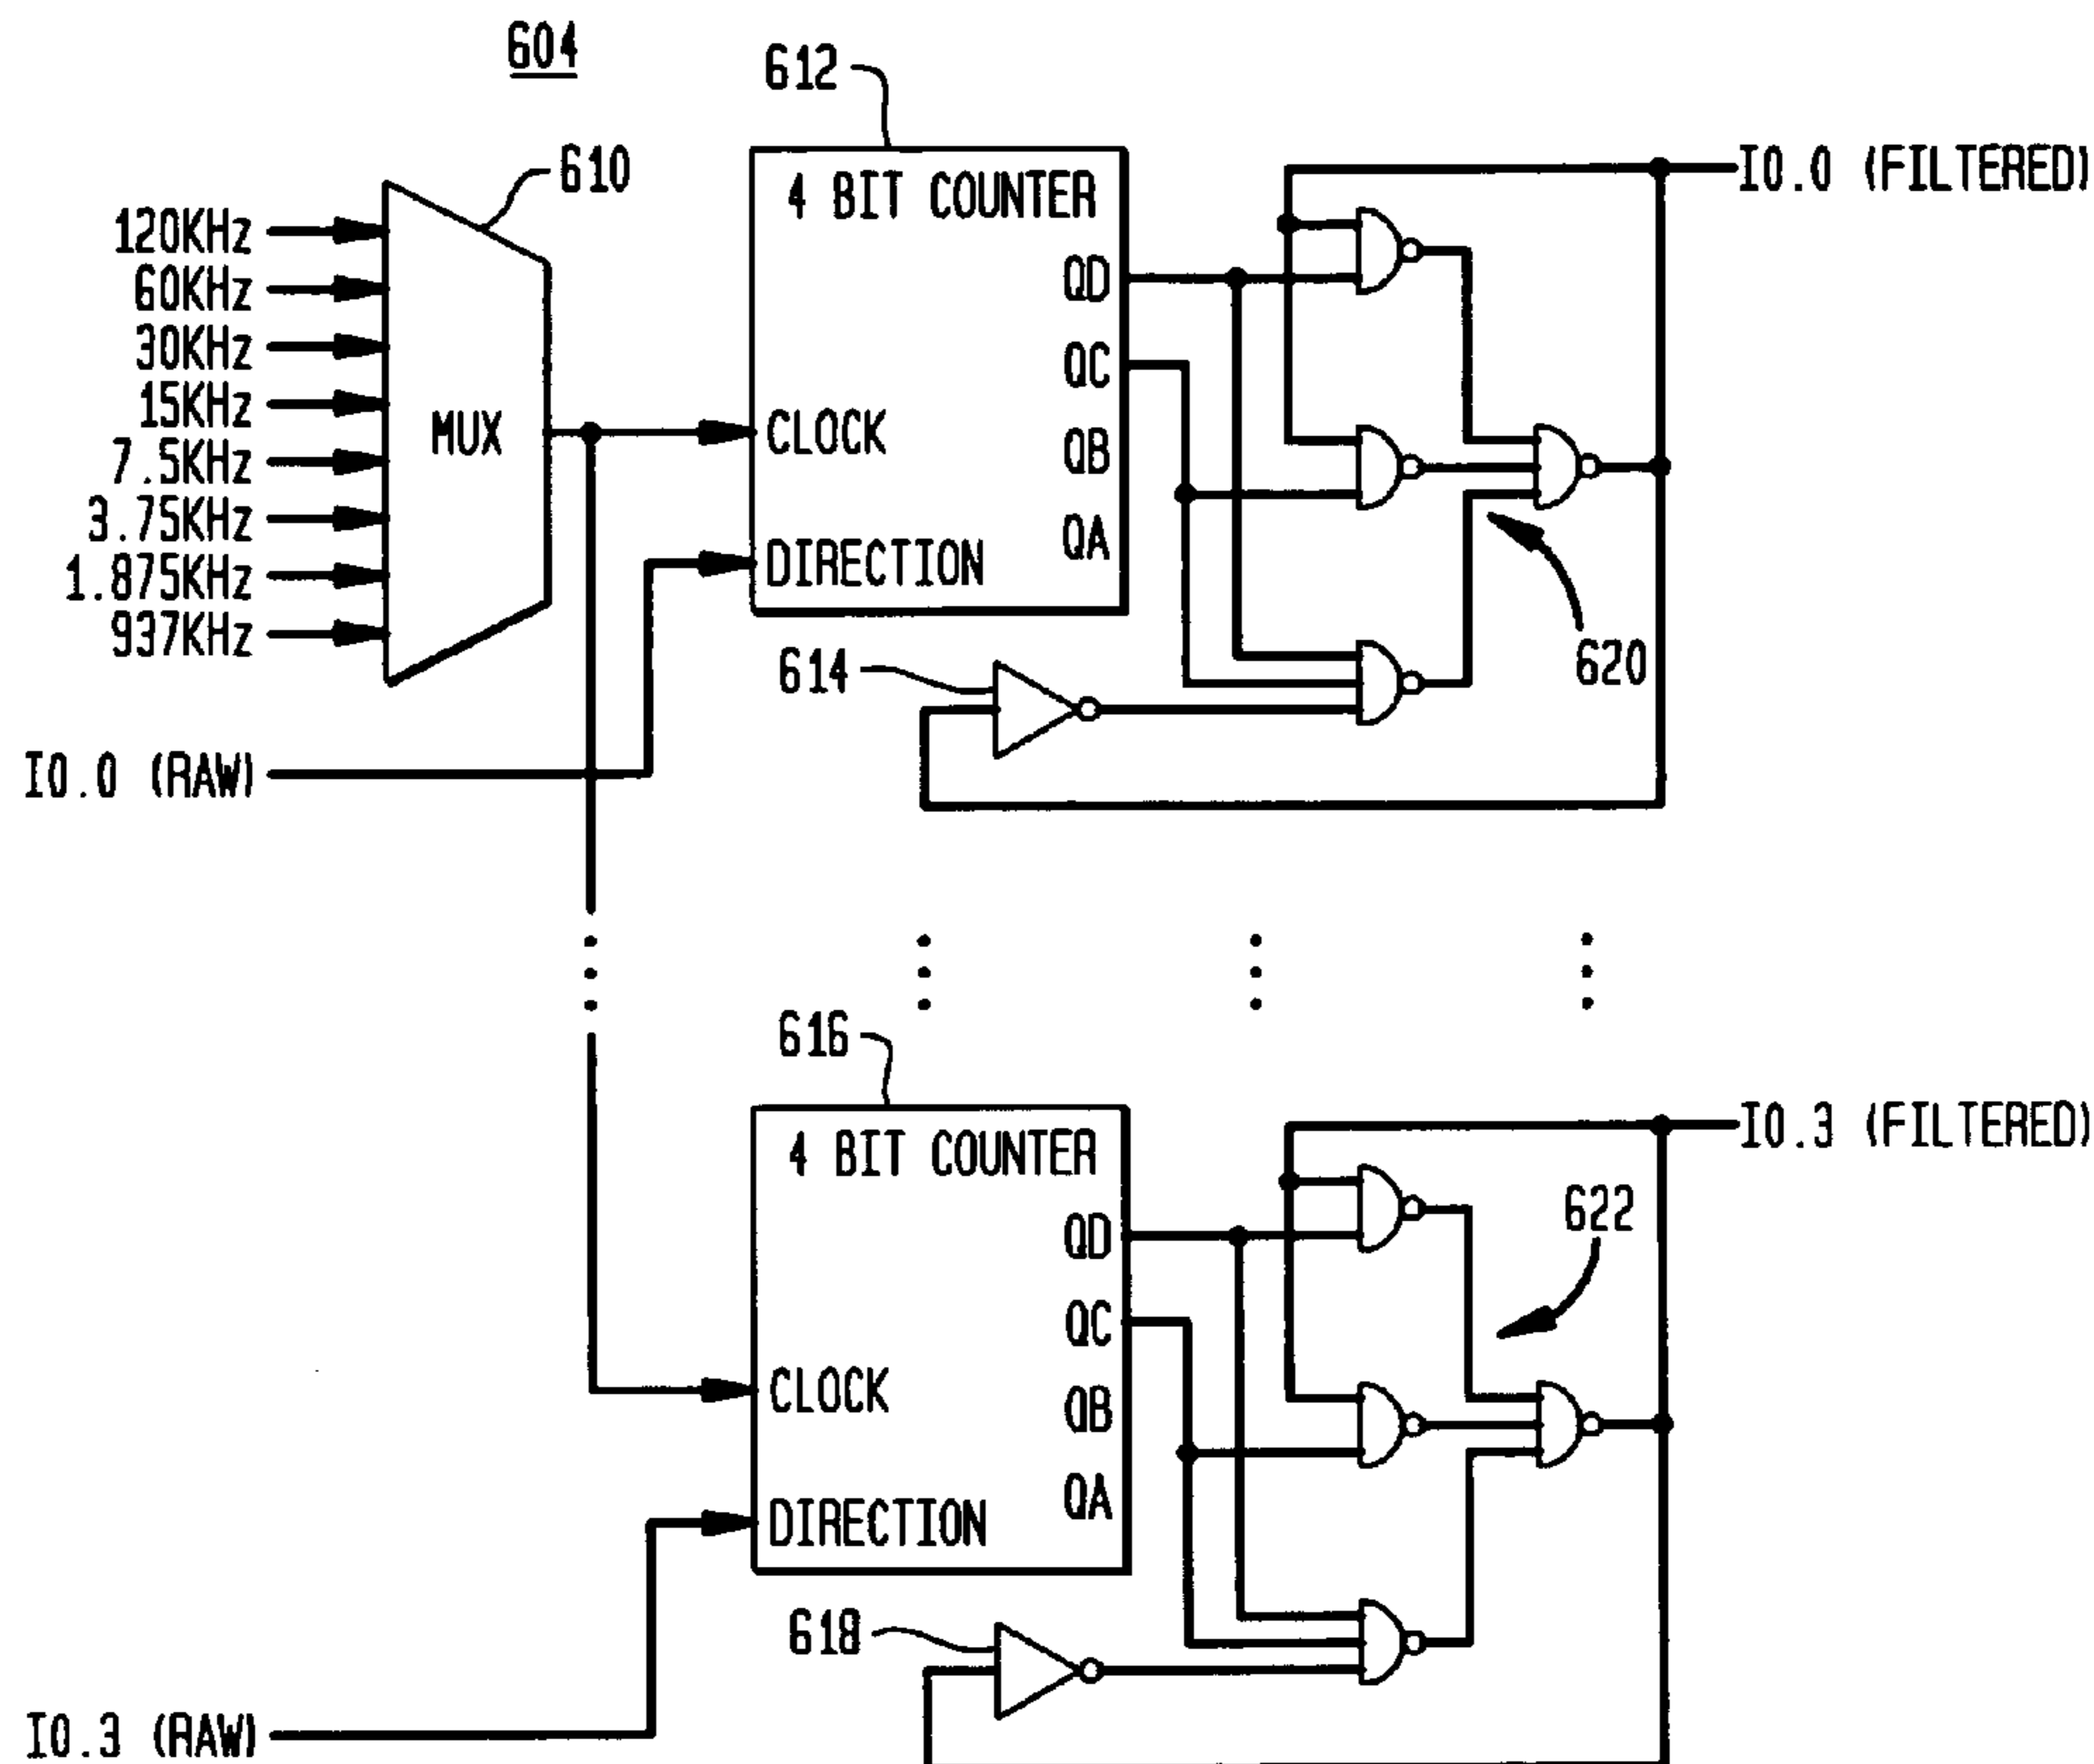 604
612
610
4 BIT COUNTER
I0.0 (FILTERED)
120KHz
60KHz
30KHz
15KHz
7.5KHz
3.75KHz
1.875KHz
937KHz
MUX
QD
QC
CLOCK
QB
QA
DIRECTION
620
614
I0.0 (RAW)
616
4 BIT COUNTER
I0.3 (FILTERED)
622
QD
QC
CLOCK
QB
QA
DIRECTION
618
I0.3 (RAW)